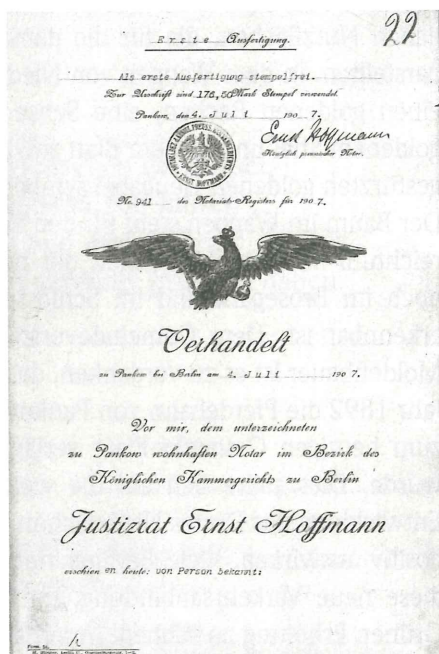 22
Erste Ausfertigung.
Als erste Ausfertigung stempelfrei.
Zur Urschrift sind 176,50 Mark Stempel verwendet.
Pankow, den 4. Juli 1907.
Ernst Hoffmann
Königlich preussischer Notar.
ERNST HOFFMANN
No. 941 des Notariats-Registers für 1907.
Verhandelt
zu Pankow bei Berlin am 4. Juli 1907.
Vor mir, dem unterzeichneten
zu Pankow wohnhaften Notar im Bezirk des
Königlichen Kammergerichts zu Berlin
Justizrat Ernst Hoffmann
erschien en heute: von Person bekannt: